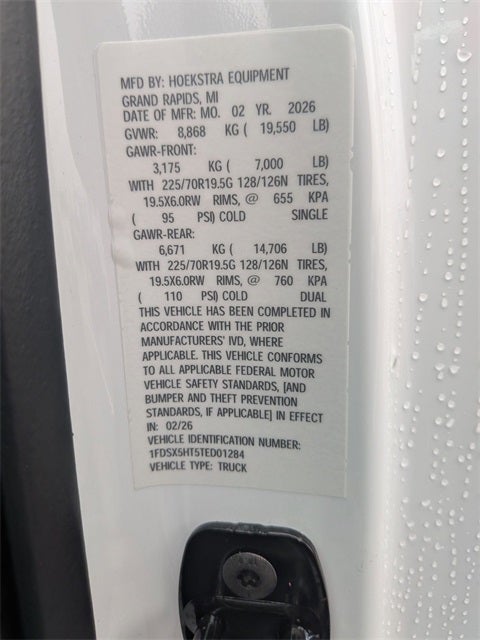 MFD BY: HOEKSTRA EQUIPMENT
GRAND RAPIDS, MI
DATE OF MFR: MO. 02 YR. 2026
GVWR: 8,868 KG ( 19,550 LB)
GAWR-FRONT:
3,175 KG ( 7,000 LB)
WITH 225/70R19.5G 128/126N TIRES,
19.5X6.0RW RIMS, @ 655 KPA
( 95 PSI) COLD SINGLE
GAWR-REAR:
6,671 KG ( 14,706 LB)
WITH 225/70R19.5G 128/126N TIRES,
19.5X6.0RW RIMS, @ 760 KPA
( 110 PSI) COLD DUAL
THIS VEHICLE HAS BEEN COMPLETED IN
ACCORDANCE WITH THE PRIOR
MANUFACTURERS' IVD, WHERE
APPLICABLE. THIS VEHICLE CONFORMS
TO ALL APPLICABLE FEDERAL MOTOR
VEHICLE SAFETY STANDARDS, [AND
BUMPER AND THEFT PREVENTION
STANDARDS, IF APPLICABLE] IN EFFECT
IN: 02/26
VEHICLE IDENTIFICATION NUMBER:
1FDSX5HT5TED01284
VEHICLE TYPE: TRUCK